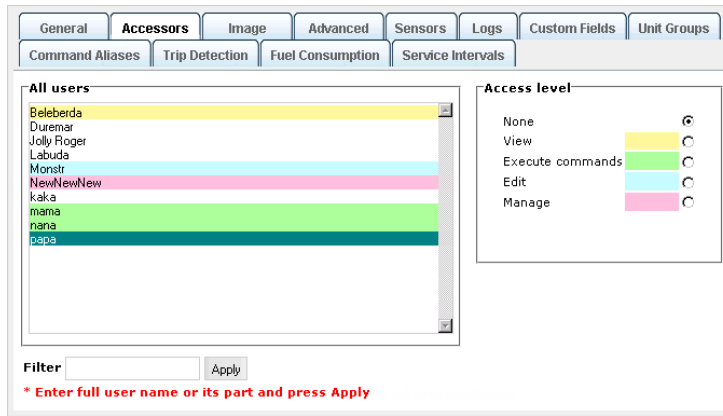 General Accessors Image Advanced Sensors Logs Custom Fields Unit Groups
Command Aliases Trip Detection Fuel Consumption Service Intervals
All users
Beleberda
Duremar
Jolly Roger
Labuda
Monstr
NewNewNew
kaka
mama
nana
papa
Access level
None
View
Execute commands
Edit
Manage
Filter Apply
* Enter full user name or its part and press Apply